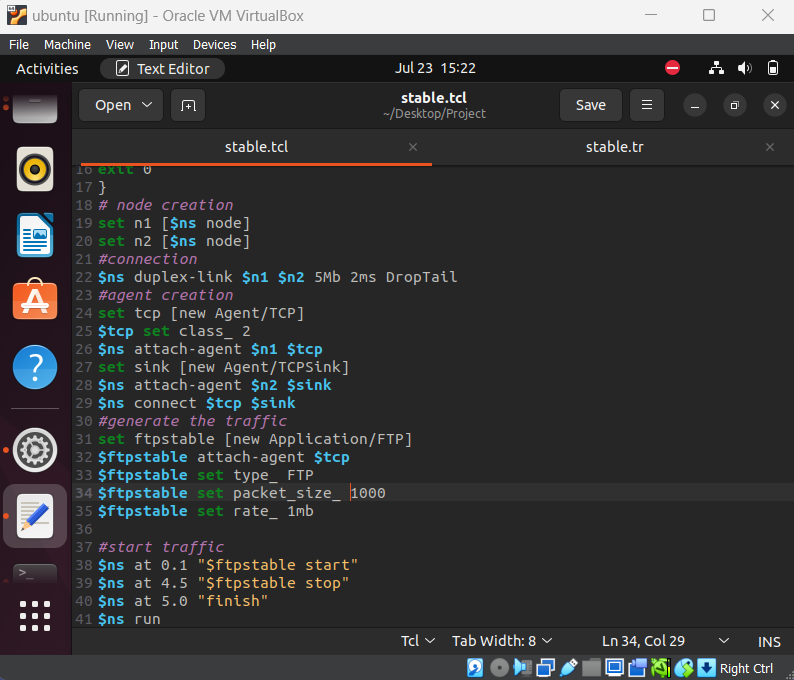 ubuntu [Running] - Oracle VM VirtualBox
File Machine View Input Devices Help
Activities Text Editor Jul 23 15:22
Open stable.tcl Save
~/Desktop/Project
stable.tcl stable.tr
16 exit 0
17 }
18 # node creation
19 set n1 [$ns node]
20 set n2 [$ns node]
21 #connection
22 $ns duplex-link $n1 $n2 5Mb 2ms DropTail
23 #agent creation
24 set tcp [new Agent/TCP]
25 $tcp set class_ 2
26 $ns attach-agent $n1 $tcp
27 set sink [new Agent/TCPSink]
28 $ns attach-agent $n2 $sink
29 $ns connect $tcp $sink
30 #generate the traffic
31 set ftpstable [new Application/FTP]
32 $ftpstable attach-agent $tcp
33 $ftpstable set type_ FTP
34 $ftpstable set packet_size_ 1000
35 $ftpstable set rate_ 1mb
36
37 #start traffic
38 $ns at 0.1 "$ftpstable start"
39 $ns at 4.5 "$ftpstable stop"
40 $ns at 5.0 "finish"
41 $ns run
Tcl Tab Width: 8 Ln 34, Col 29 INS
Right Ctrl